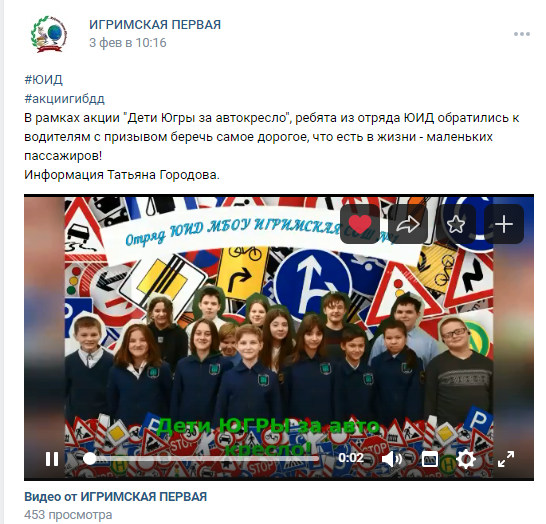 ИГРИМСКАЯ ПЕРВАЯ
3 фев в 10:16
#ЮИД
#акциигибдд
В рамках акции "Дети Югры за автокресло", ребята из отряда ЮИД обратились к
водителям с призывом беречь самое дорогое, что есть в жизни - маленьких
пассажиров!
Информация Татьяна Городова.
Отряд ЮИД МБОУ ИГРИМСКАЯ СОШ №1
Дети ЮГРЫ за авто
кресло!
0:02
Видео от ИГРИМСКАЯ ПЕРВАЯ
453 просмотра